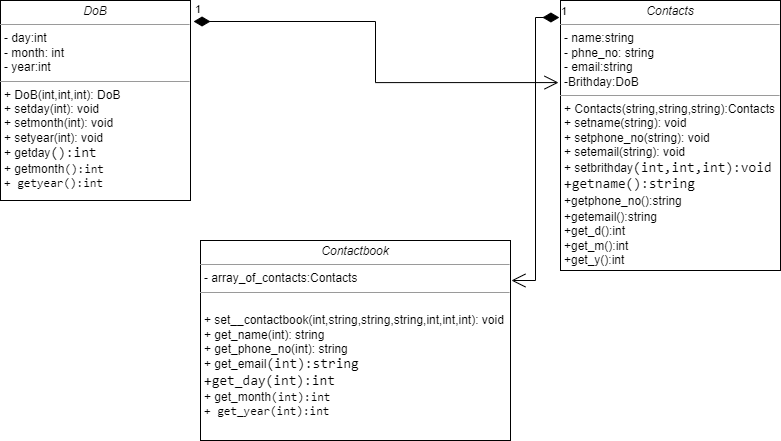 DoB
- day:int
- month: int
- year:int
+ DoB(int,int,int): DoB
+ setday(int): void
+ setmonth(int): void
+ setyear(int): void
+ getday():int
+ getmonth():int
+ getyear():int
1
1
Contacts
- name:string
- phne_no: string
- email:string
-Brithday:DoB
+ Contacts(string,string,string):Contacts
+ setname(string): void
+ setphone_no(string): void
+ setemail(string): void
+ setbrithday(int,int,int):void
+getname():string
+getphone_no():string
+getemail():string
+get_d():int
+get_m():int
+get_y():int
Contactbook
- array_of_contacts:Contacts
+ set__contactbook(int,string,string,string,int,int,int): void
+ get_name(int): string
+ get_phone_no(int): string
+ get_email(int):string
+get_day(int):int
+ get_month(int):int
+ get_year(int):int